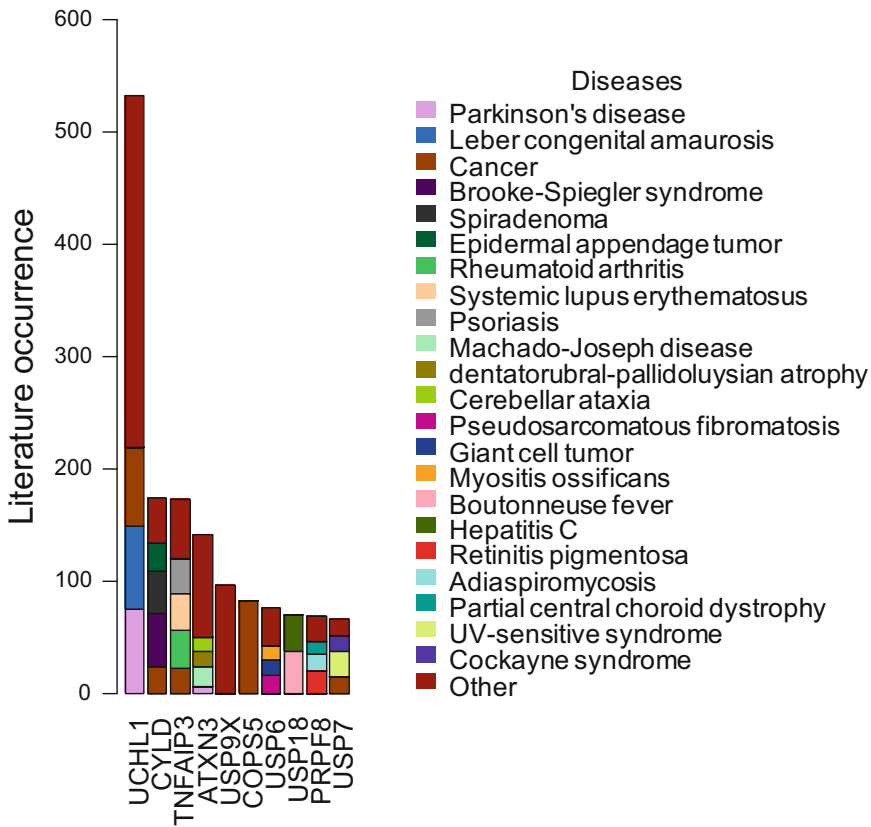 600
500
400
300
200
100
0
Literature occurrence
UCHL1
CYLD
TNFAIP3
ATXN3
USP9X
COPS5
USP6
USP18
PRPF8
USP7
Diseases
Parkinson's disease
Leber congenital amaurosis
Cancer
Brooke-Spiegler syndrome
Spiradenoma
Epidermal appendage tumor
Rheumatoid arthritis
Systemic lupus erythematosus
Psoriasis
Machado-Joseph disease
dentatorubral-pallidoluysian atrophy
Cerebellar ataxia
Pseudosarcomatous fibromatosis
Giant cell tumor
Myositis ossificans
Boutonneuse fever
Hepatitis C
Retinitis pigmentosa
Adiaspiromycosis
Partial central choroid dystrophy
UV-sensitive syndrome
Cockayne syndrome
Other